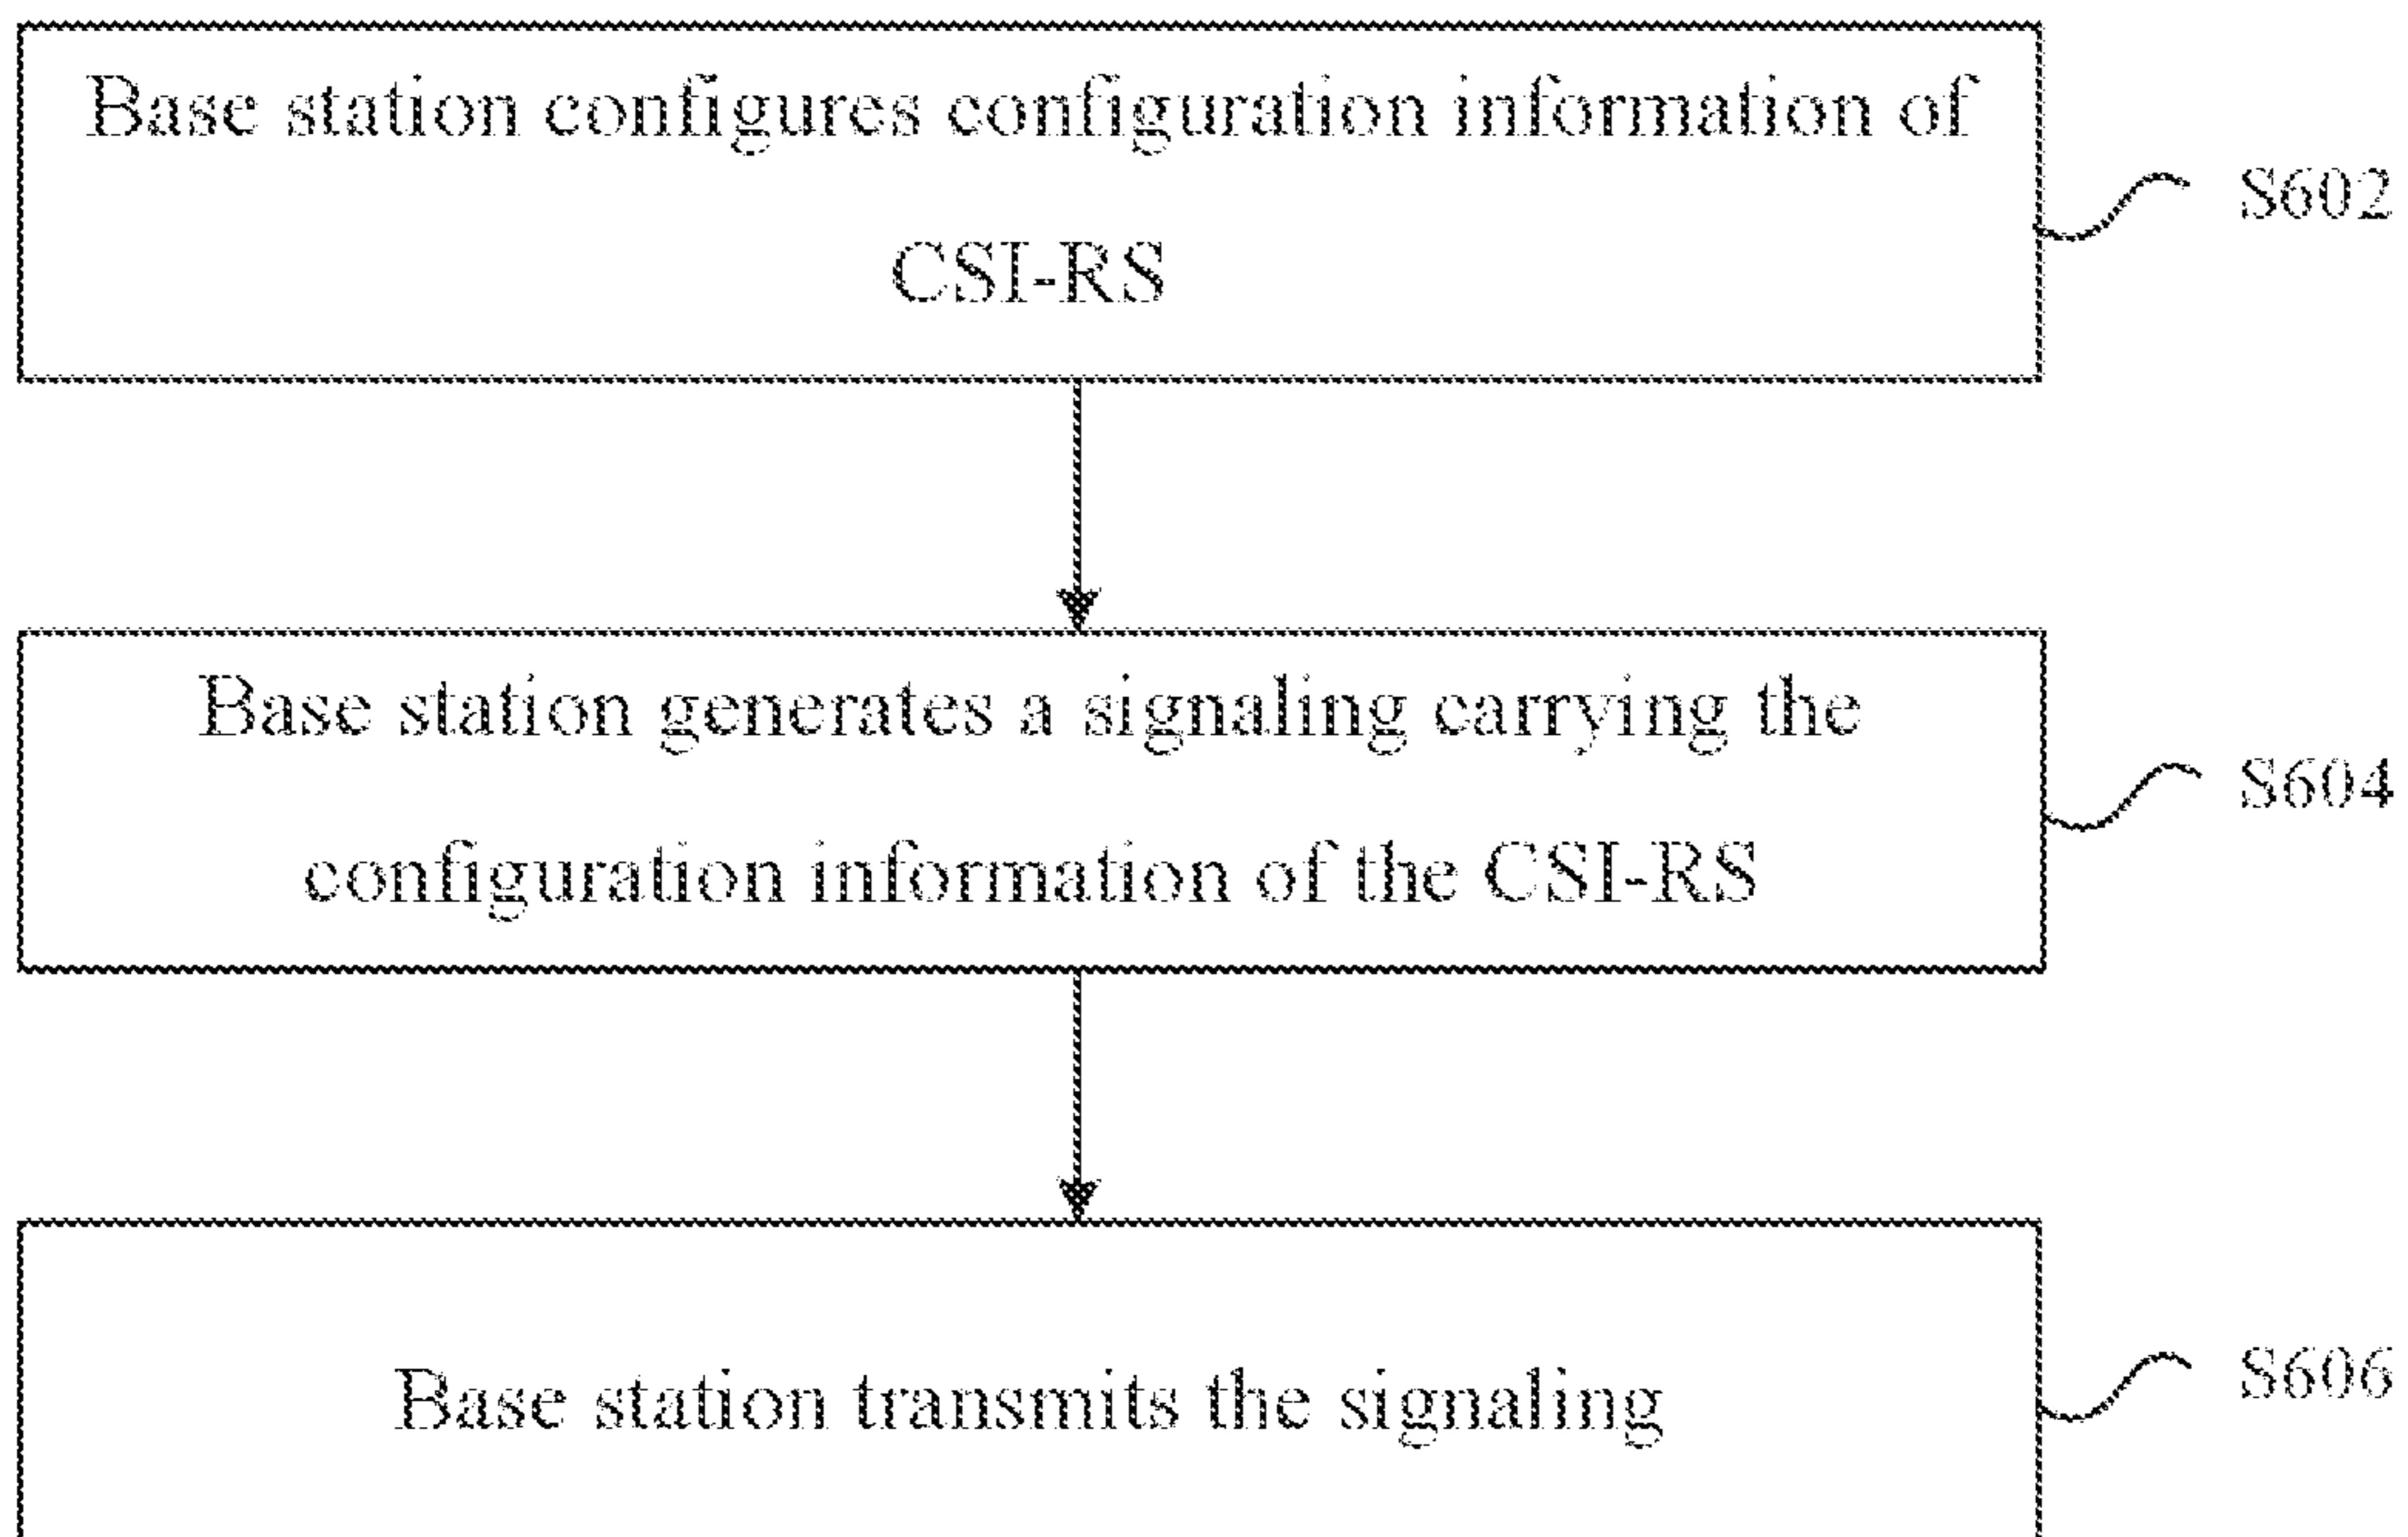 Base station configures configuration information of
CSI-RS
S602
Base station generates a signaling carrying the
configuration information of the CSI-RS
S604
Base station transmits the signaling
S606